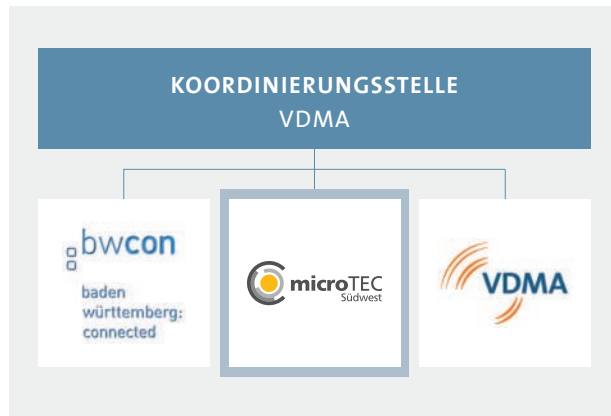 KOORDINIERUNGSSTELLE
VDMA
bwcon
baden
württemberg:
connected
microTEC
Südwest
VDMA